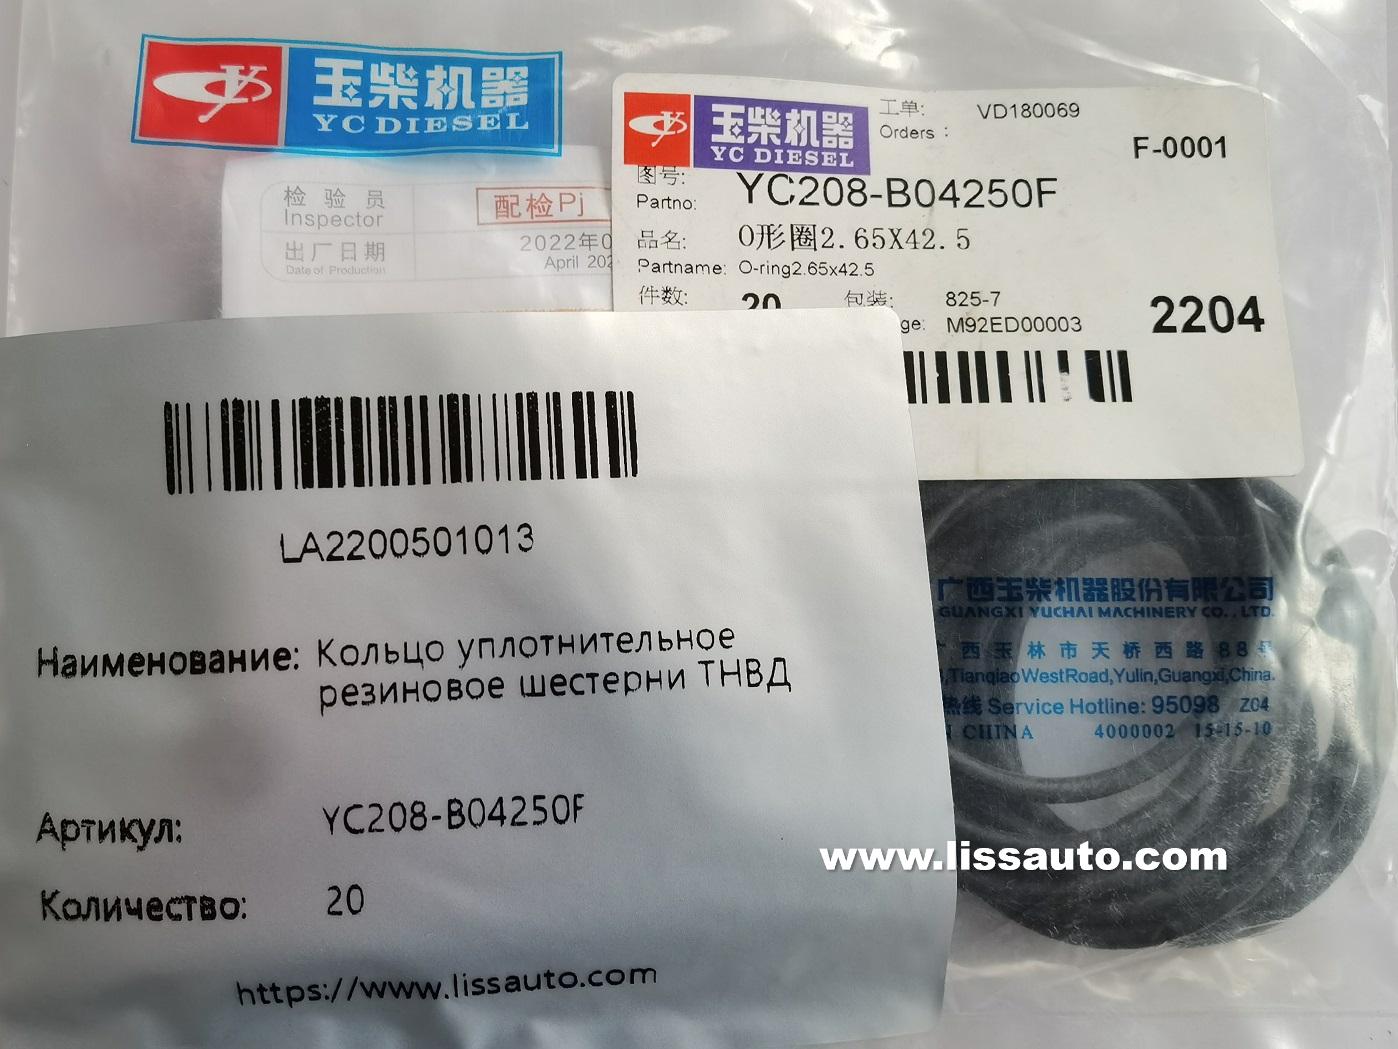 玉柴机器
YC DIESEL
检验员
Inspector
配检Pj
出厂日期
Date of Production
2022年
April
玉柴机器
YC DIESEL
工单:
Orders :
VD180069
F-0001
图号:
Partno:
YC208-B04250F
品名:
O形圈2.65X42.5
Partname:
O-ring2.65x42.5
件数:
20
包装:
825-7
ge: M92ED00003
2204
LA2200501013
Наименование: Кольцо уплотнительное
резиновое шестерни ТНВД
Артикул: YC208-B04250F
Количество: 20
https://www.lissauto.com
广西玉柴机器股份有限公司
GUANGXI YUCHAI MACHINERY CO., LTD.
西玉林市天桥西路88号
,TianqiaoWestRoad,Yulin,Guangxi,China.
热线 Service Hotline: 95098 Z04
CHINA 4000002 15-15-10
www.lissauto.com